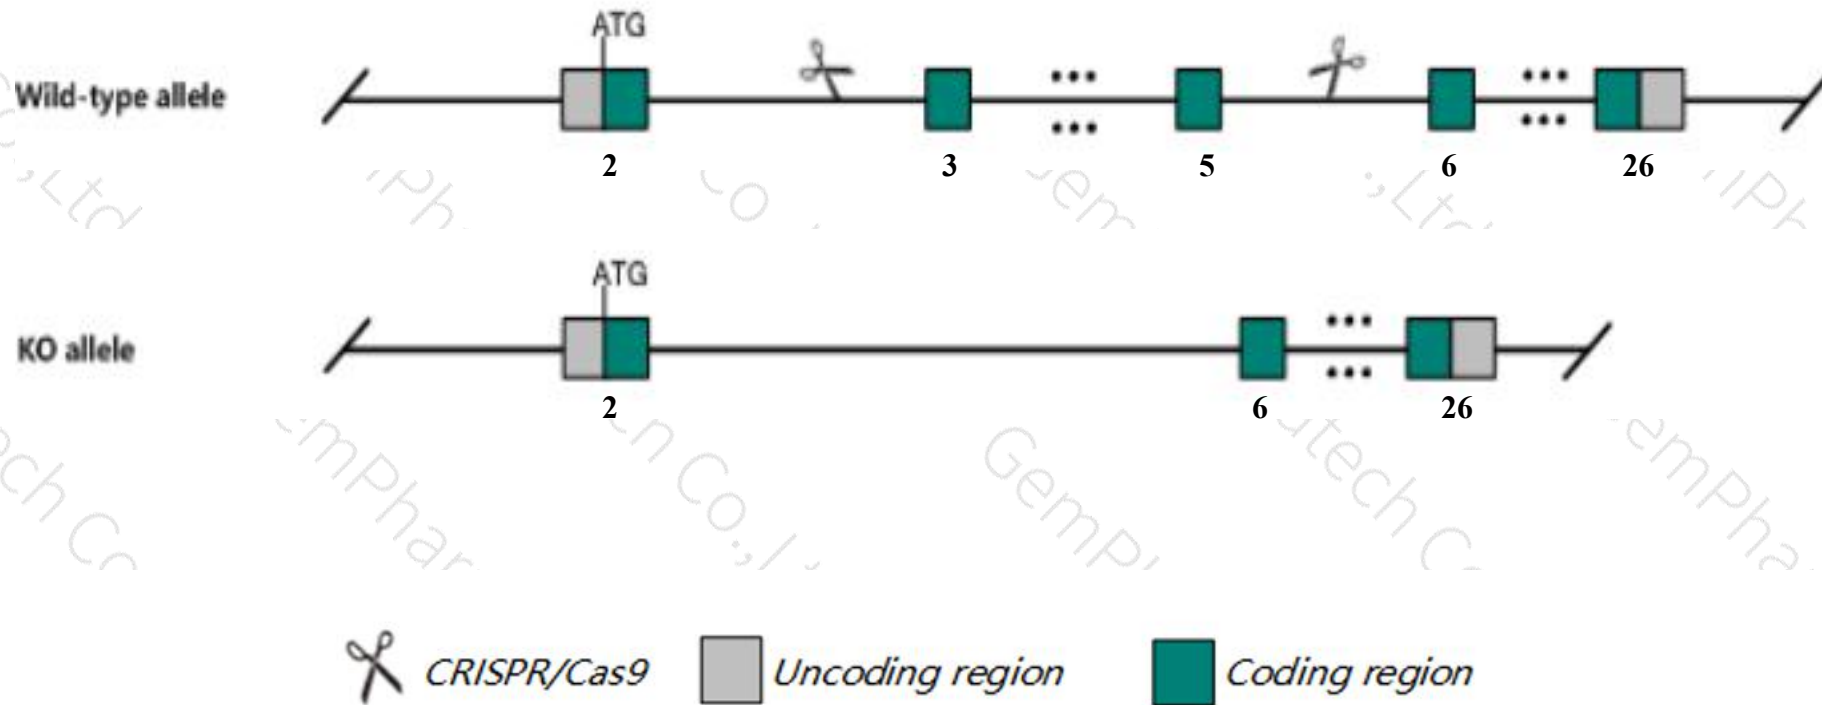 ATG
Wild-type allele
2 3 5 6 26
ATG
KO allele
2 6 26
GemPh
CRISPR/Cas9 Uncoding region Coding region